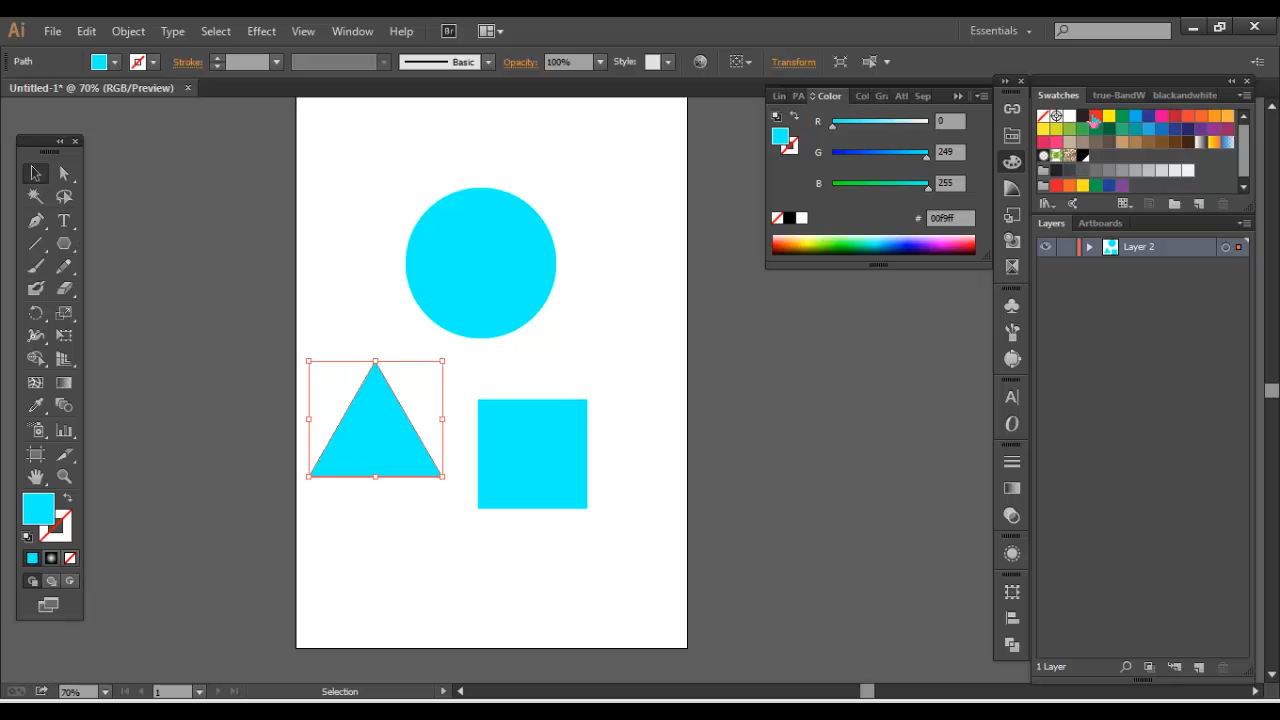 Ai File Edit Object Type Select Effect View Window Help Br Essentials
Path Stroke: Basic Opacity: 100% Style: Transform
Untitled-1* @ 70% (RGB/Preview)
Lin PA Color Col Gra Att Sep
R 0
G 249
B 255
# 00f9ff
Swatches true-BandW blackandwhite
Layers Artboards
Layer 2
1 Layer
70% 1 Selection